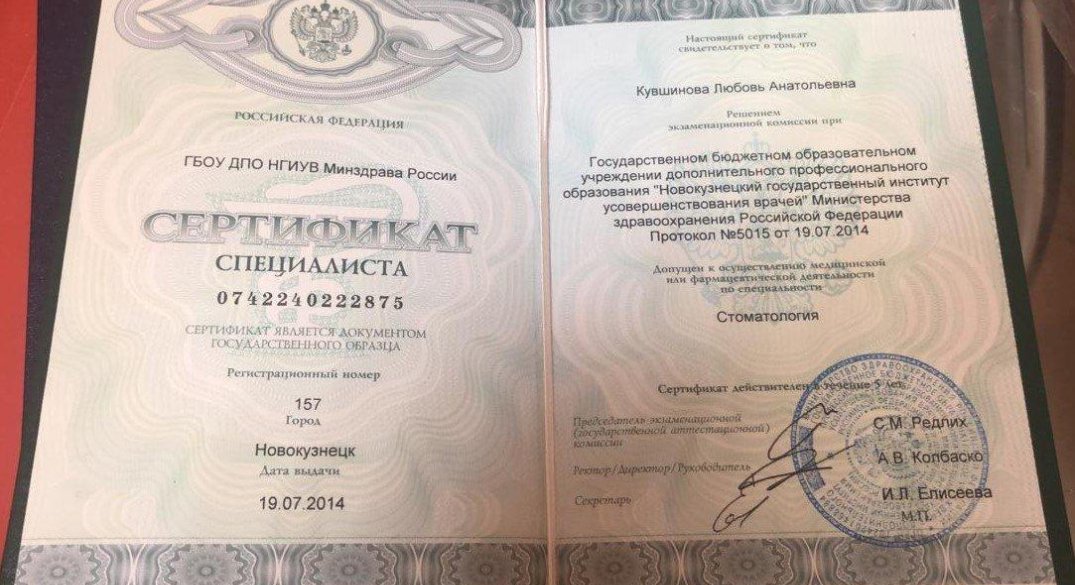 РОССИЙСКАЯ ФЕДЕРАЦИЯ
ГБОУ ДПО НГИУВ Минздрава России
СЕРТИФИКАТ
СПЕЦИАЛИСТА
0742240222875
СЕРТИФИКАТ ЯВЛЯЕТСЯ ДОКУМЕНТОМ
ГОСУДАРСТВЕННОГО ОБРАЗЦА
Регистрационный номер
157
Город
Новокузнецк
Дата выдачи
19.07.2014
Настоящий сертификат
свидетельствует о том, что
Кувшинова Любовь Анатольевна
Решением
экзаменационной комиссии при
Государственном бюджетном образовательном
учреждении дополнительного профессионального
образования "Новокузнецкий государственный институт
усовершенствования врачей" Министерства
здравоохранения Российской Федерации
Протокол №5015 от 19.07.2014
Допущен к осуществлению медицинской
или фармацевтической деятельности
по специальности
Стоматология
Сертификат действителен в течение 5 лет.
Председатель экзаменационной
(государственной аттестационной)
комиссии
С.М. Редлих
Ректор/Директор/Руководитель
А.В. Колбаско
Секретарь
И.Л. Елисеева
М.П.